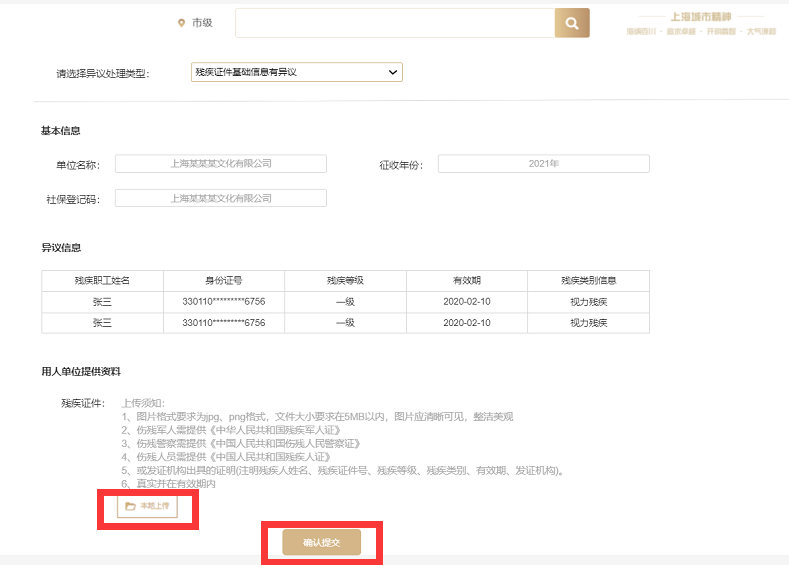 市级
上海城市精神
海纳百川 · 追求卓越 · 开明睿智 · 大气谦和
请选择异议处理类型：
残疾证件基础信息有异议
基本信息
单位名称：
上海某某某文化有限公司
征收年份：
2021年
社保登记码：
上海某某某文化有限公司
异议信息
残疾职工姓名 身份证号 残疾等级 有效期 残疾类别信息
张三 330110*********6756 一级 2020-02-10 视力残疾
张三 330110*********6756 一级 2020-02-10 视力残疾
用人单位提供资料
残疾证件：
上传须知：
1、图片格式要求为jpg、png格式，文件大小要求在5MB以内，图片应清晰可见，整洁美观
2、伤残军人需提供《中华人民共和国残疾军人证》
3、伤残警察需提供《中国人民共和国伤残人民警察证》
4、伤残人员需提供《中国人民共和国残疾人证》
5、或发证机构出具的证明(注明残疾人姓名、残疾证件号、残疾等级、残疾类别、有效期、发证机构)。
6、真实并在有效期内
本地上传
确认提交